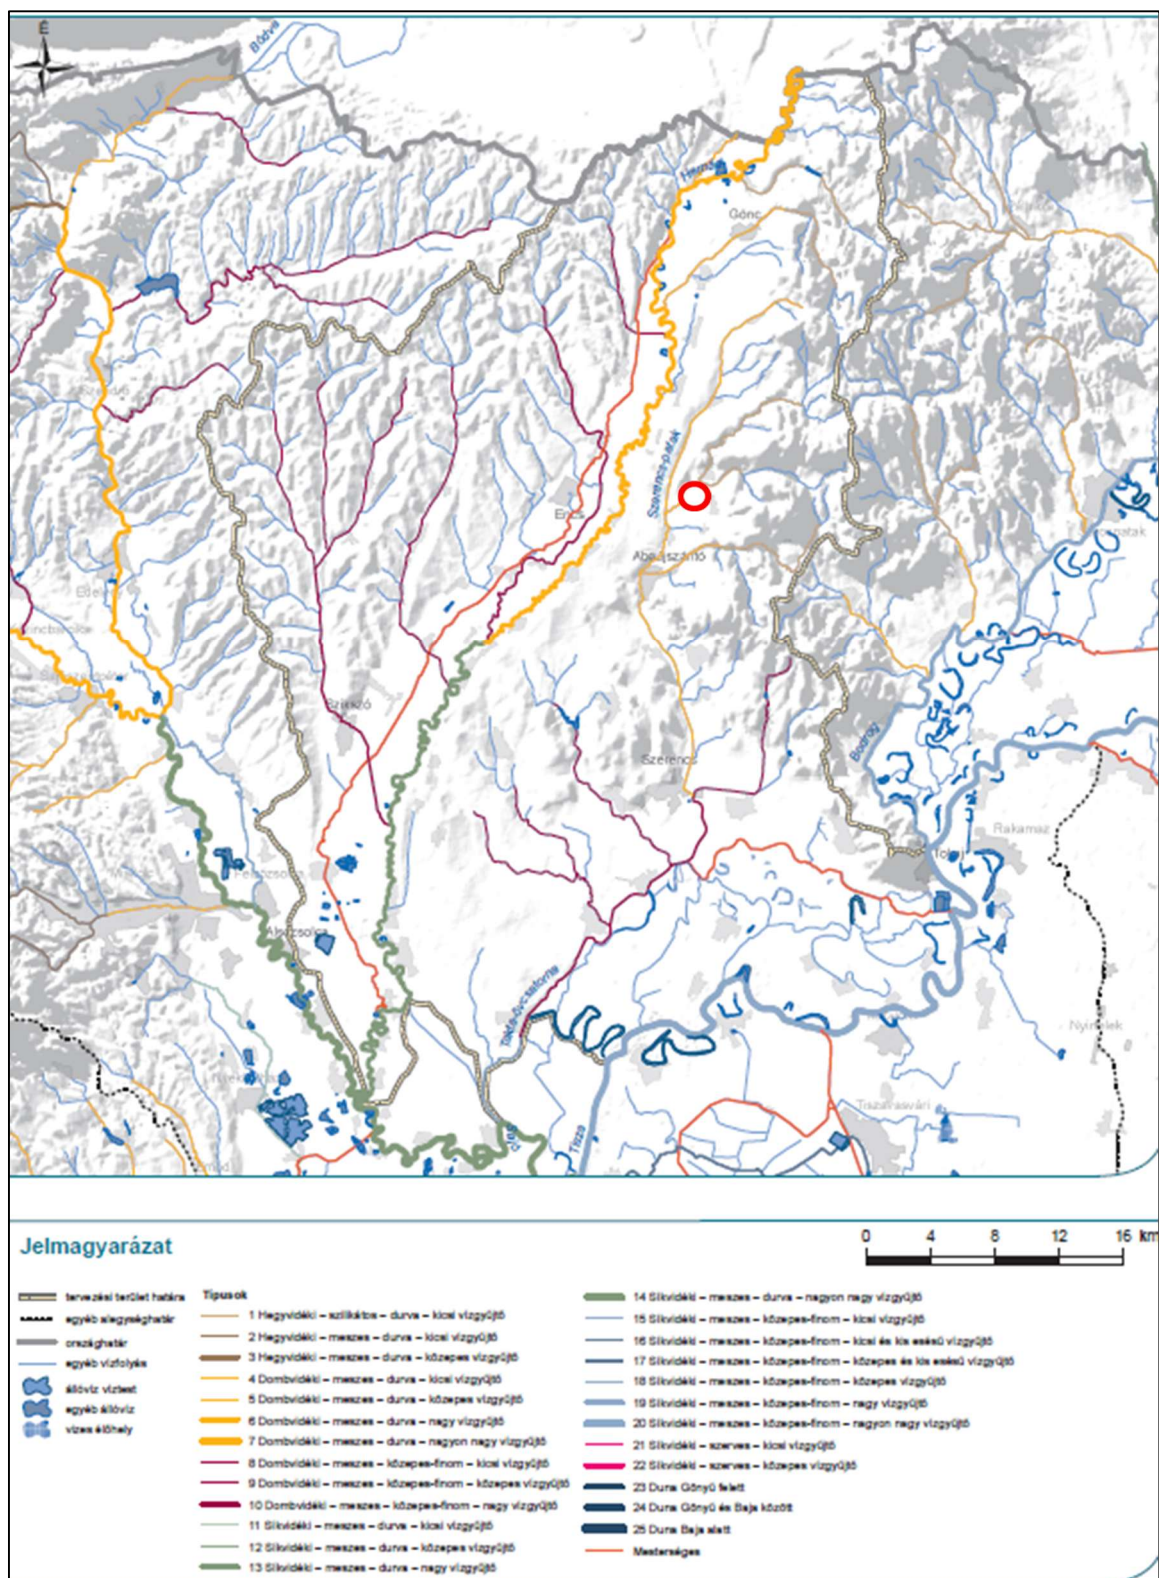 É
Bódva
Hernád
Gönc
Szerencs-patak
Encs
Abaújszántó
Edelény
Szikszó
Szerencs
Bodrog
Rakamaz
Tokaj
Miskolc
Felsőzsolca
Alsózsolca
Takta-övcsatorna
Nyírtelek
Tiszavasvári
Sajó
Tisza
Jelmagyarázat
0 4 8 12 16 km
tervezési terület határa
egyéb alegységhatár
országhatár
egyéb vízfolyás
állóvíz víztest
egyéb állóvíz
vizes élőhely
Típusok
1 Hegyvidéki – szilikátos – durva – kicsi vízgyűjtő
2 Hegyvidéki – meszes – durva – kicsi vízgyűjtő
3 Hegyvidéki – meszes – durva – közepes vízgyűjtő
4 Dombvidéki – meszes – durva – kicsi vízgyűjtő
5 Dombvidéki – meszes – durva – közepes vízgyűjtő
6 Dombvidéki – meszes – durva – nagy vízgyűjtő
7 Dombvidéki – meszes – durva – nagyon nagy vízgyűjtő
8 Dombvidéki – meszes – közepes-finom – kicsi vízgyűjtő
9 Dombvidéki – meszes – közepes-finom – közepes vízgyűjtő
10 Dombvidéki – meszes – közepes-finom – nagy vízgyűjtő
11 Síkvidéki – meszes – durva – kicsi vízgyűjtő
12 Síkvidéki – meszes – durva – közepes vízgyűjtő
13 Síkvidéki – meszes – durva – nagy vízgyűjtő
14 Síkvidéki – meszes – durva – nagyon nagy vízgyűjtő
15 Síkvidéki – meszes – közepes-finom – kicsi vízgyűjtő
16 Síkvidéki – meszes – közepes-finom – kicsi és kis esésű vízgyűjtő
17 Síkvidéki – meszes – közepes-finom – közepes és kis esésű vízgyűjtő
18 Síkvidéki – meszes – közepes-finom – közepes vízgyűjtő
19 Síkvidéki – meszes – közepes-finom – nagy vízgyűjtő
20 Síkvidéki – meszes – közepes-finom – nagyon nagy vízgyűjtő
21 Síkvidéki – szerves – kicsi vízgyűjtő
22 Síkvidéki – szerves – közepes vízgyűjtő
23 Duna Gönyű felett
24 Duna Gönyű és Baja között
25 Duna Baja alatt
Mesterséges